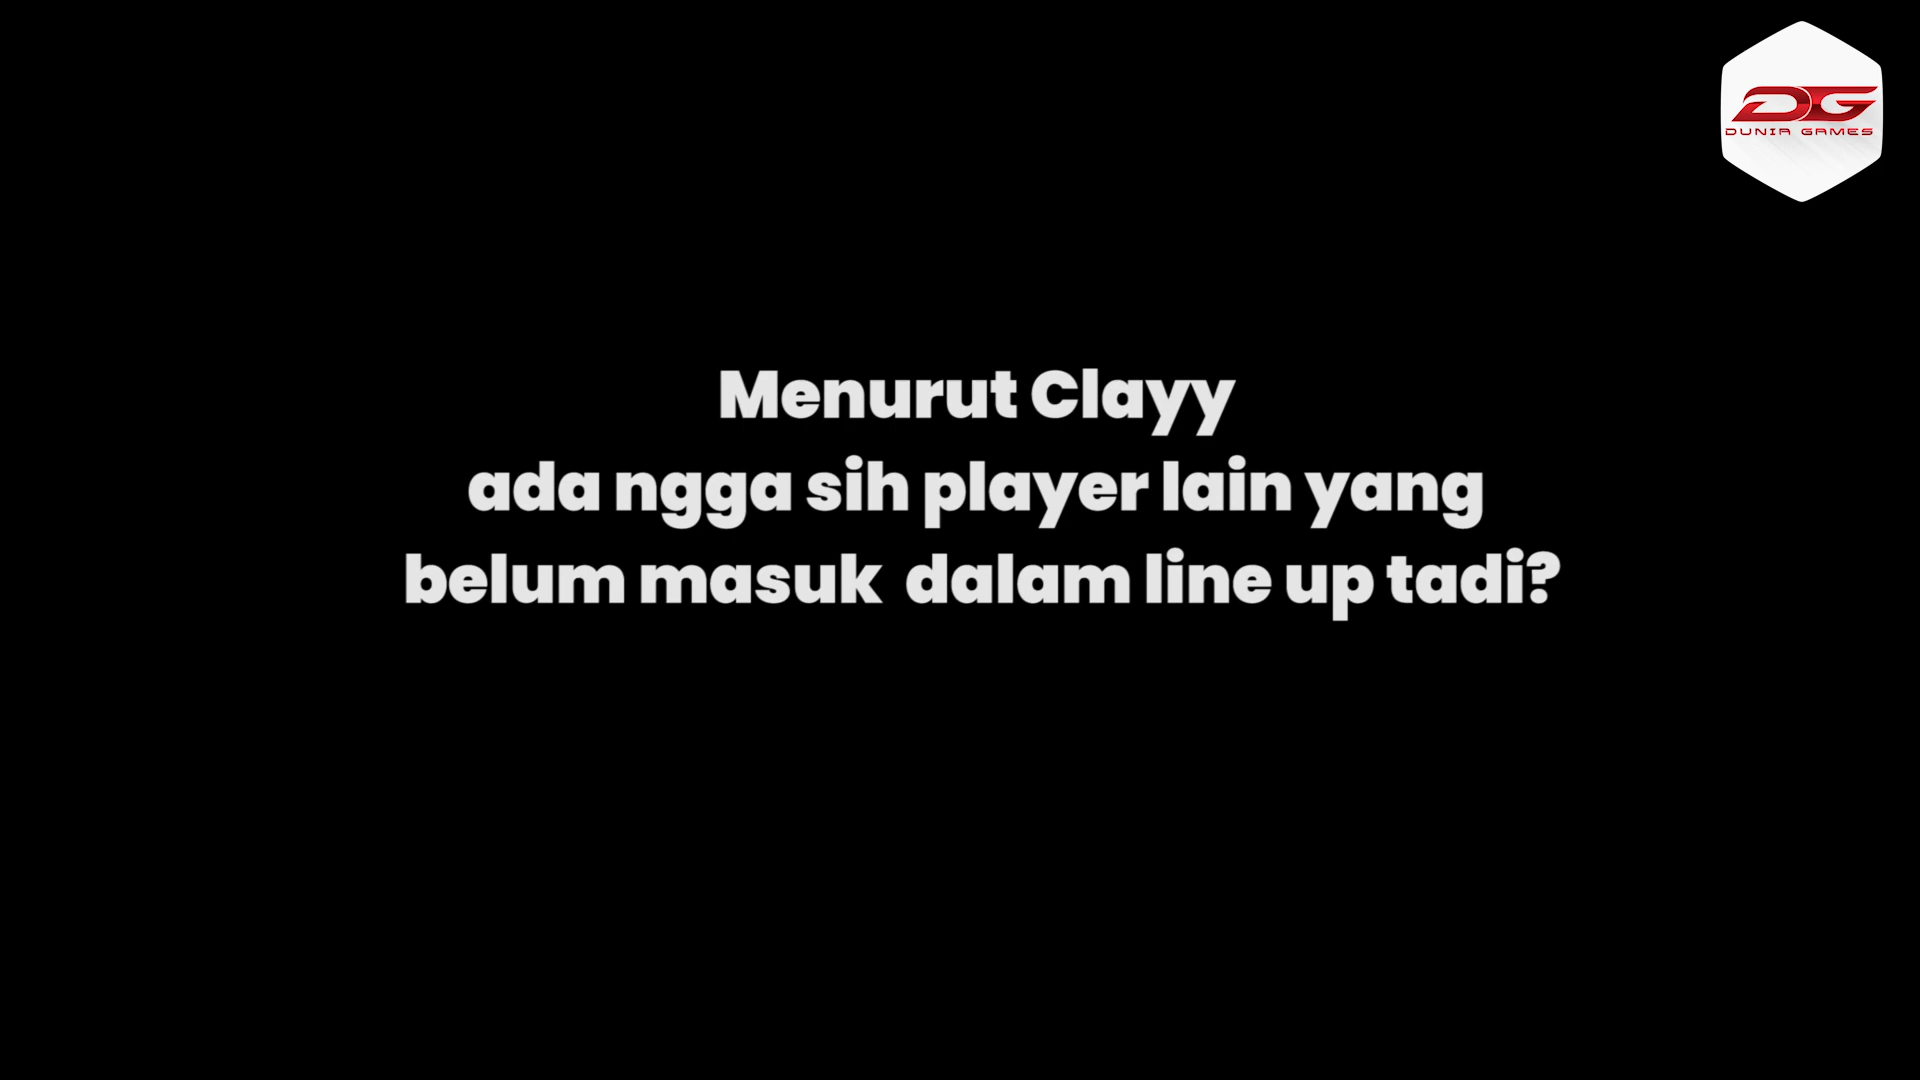 DG
DUNIA GAMES
Menurut Clayy
ada ngga sih player lain yang
belum masuk  dalam line up tadi?